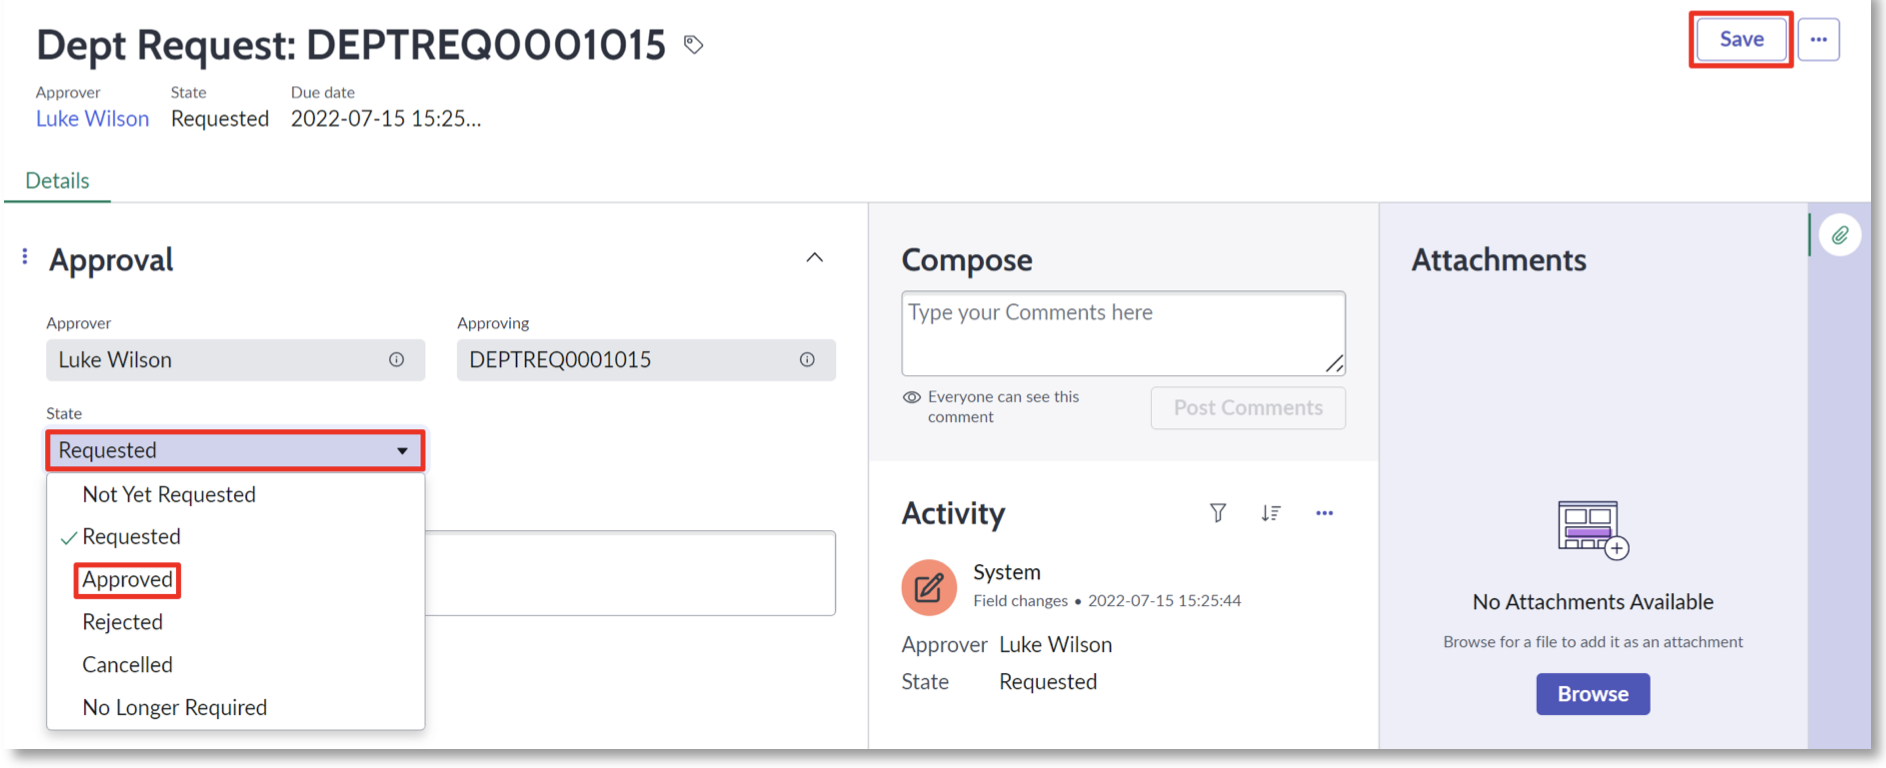 Dept Request: DEPTREQ0001015
Save
Approver
State
Due date
Luke Wilson
Requested
2022-07-15 15:25...
Details
Approval
Approver
Approving
Luke Wilson
DEPTREQ0001015
State
Requested
Not Yet Requested
Requested
Approved
Rejected
Cancelled
No Longer Required
Compose
Type your Comments here
Everyone can see this
comment
Post Comments
Activity
System
Field changes • 2022-07-15 15:25:44
Approver Luke Wilson
State Requested
Attachments
No Attachments Available
Browse for a file to add it as an attachment
Browse